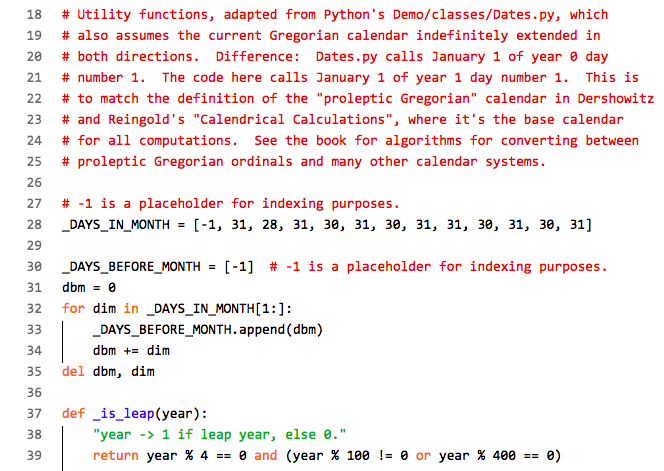 18 # Utility functions, adapted from Python's Demo/classes/Dates.py, which
19 # also assumes the current Gregorian calendar indefinitely extended in
20 # both directions.  Difference:  Dates.py calls January 1 of year 0 day
21 # number 1.  The code here calls January 1 of year 1 day number 1.  This is
22 # to match the definition of the "proleptic Gregorian" calendar in Dershowitz
23 # and Reingold's "Calendrical Calculations", where it's the base calendar
24 # for all computations.  See the book for algorithms for converting between
25 # proleptic Gregorian ordinals and many other calendar systems.
26
27 # -1 is a placeholder for indexing purposes.
28 _DAYS_IN_MONTH = [-1, 31, 28, 31, 30, 31, 30, 31, 31, 30, 31, 30, 31]
29
30 _DAYS_BEFORE_MONTH = [-1]  # -1 is a placeholder for indexing purposes.
31 dbm = 0
32 for dim in _DAYS_IN_MONTH[1:]:
33     _DAYS_BEFORE_MONTH.append(dbm)
34     dbm += dim
35 del dbm, dim
36
37 def _is_leap(year):
38     "year -> 1 if leap year, else 0."
39     return year % 4 == 0 and (year % 100 != 0 or year % 400 == 0)